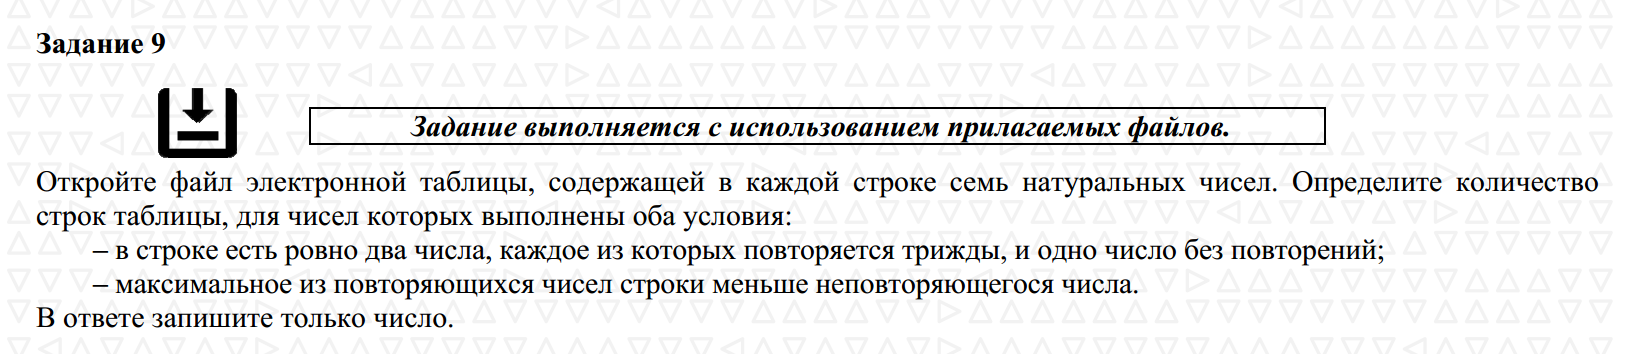 Задание 9
Задание выполняется с использованием прилагаемых файлов.
Откройте файл электронной таблицы, содержащей в каждой строке семь натуральных чисел. Определите количество
строк таблицы, для чисел которых выполнены оба условия:
– в строке есть ровно два числа, каждое из которых повторяется трижды, и одно число без повторений;
– максимальное из повторяющихся чисел строки меньше неповторяющегося числа.
В ответе запишите только число.